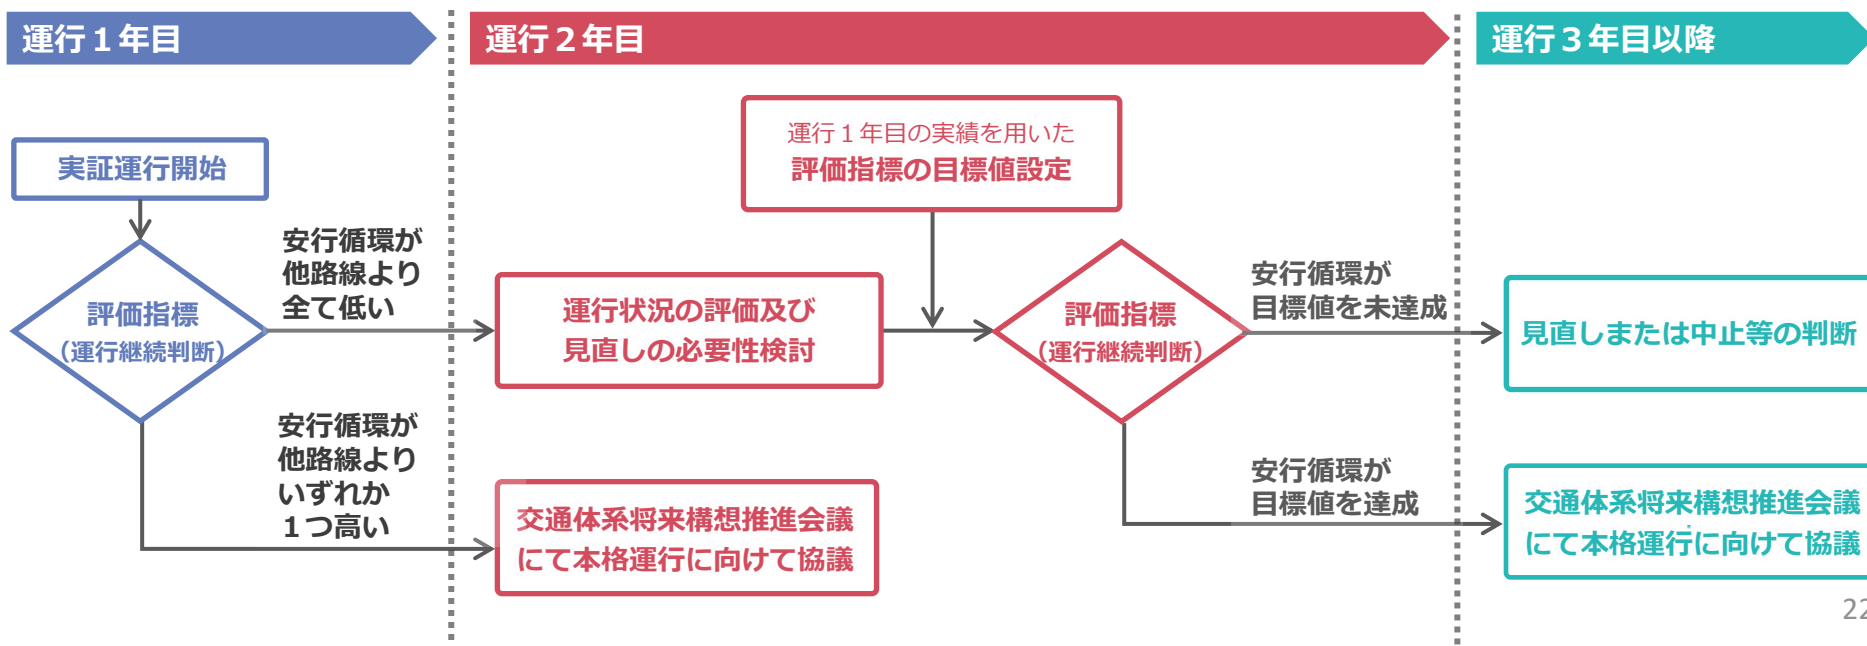 運行１年目
運行２年目
運行３年目以降
実証運行開始
評価指標
（運行継続判断）
安行循環が
他路線より
全て低い
安行循環が
他路線より
いずれか
１つ高い
運行１年目の実績を用いた
評価指標の目標値設定
運行状況の評価及び
見直しの必要性検討
交通体系将来構想推進会議
にて本格運行に向けて協議
評価指標
（運行継続判断）
安行循環が
目標値を未達成
安行循環が
目標値を達成
見直しまたは中止等の判断
交通体系将来構想推進会議
にて本格運行に向けて協議
22